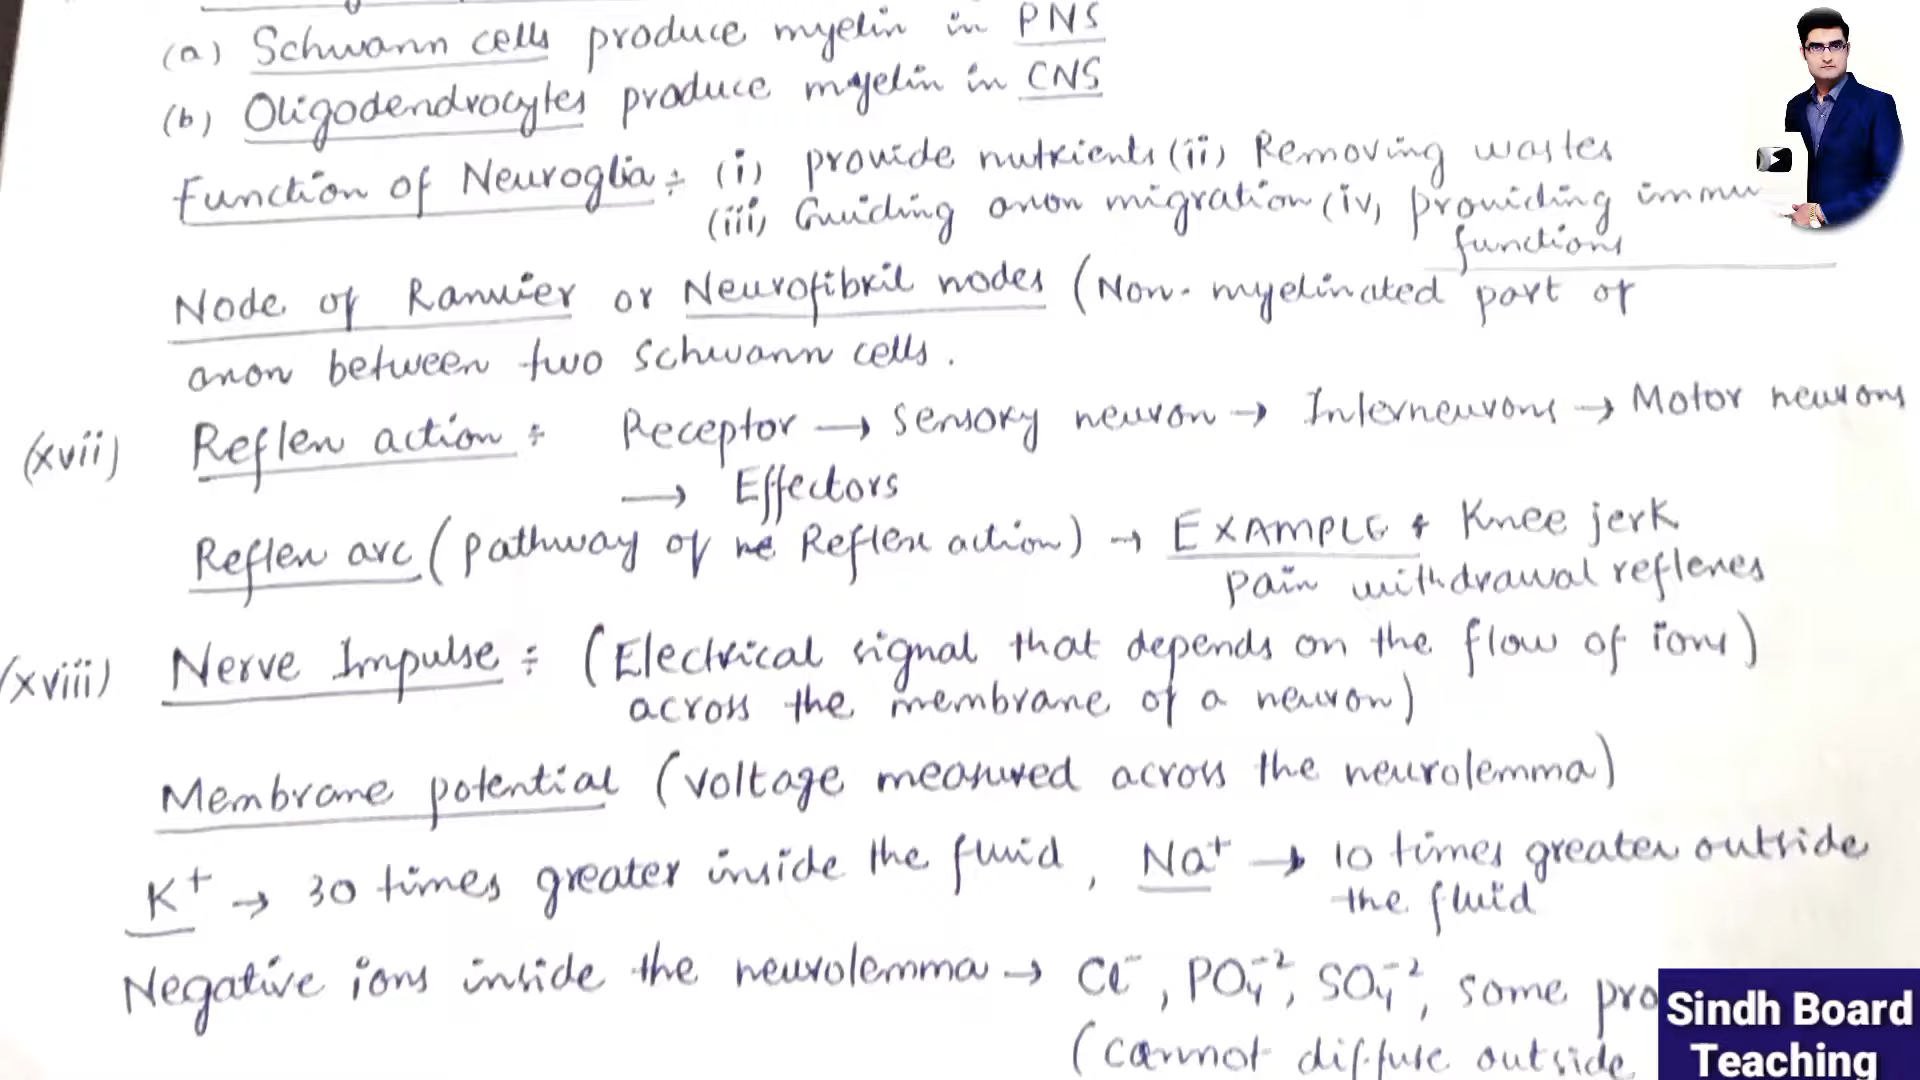 (a) Schwann cells produce myelin in PNS
(b) Oligodendrocytes produce myelin in CNS
Function of Neuroglia ÷ (i) provide nutrients (ii) Removing wastes
(iii) Guiding axon migration (iv) providing immu
functions
Node of Ranvier or Neurofibril nodes (Non-myelinated part of
axon between two Schwann cells.
(xvii) Reflex action ÷ Receptor → Sensory neuron → Interneurons → Motor neurons
→ Effectors
Reflex arc (pathway of Reflex action) → EXAMPLE Knee jerk
pain withdrawal reflexes
(xviii) Nerve Impulse ÷ (Electrical signal that depends on the flow of ions)
across the membrane of a neuron)
Membrane potential (voltage measured across the neurolemma)
K+ → 30 times greater inside the fluid, Na+ → 10 times greater outside
the fluid
Negative ions inside the neurolemma → Cl-, PO4-2, SO4-2, some pro
(cannot diffuse outside
Sindh Board
Teaching